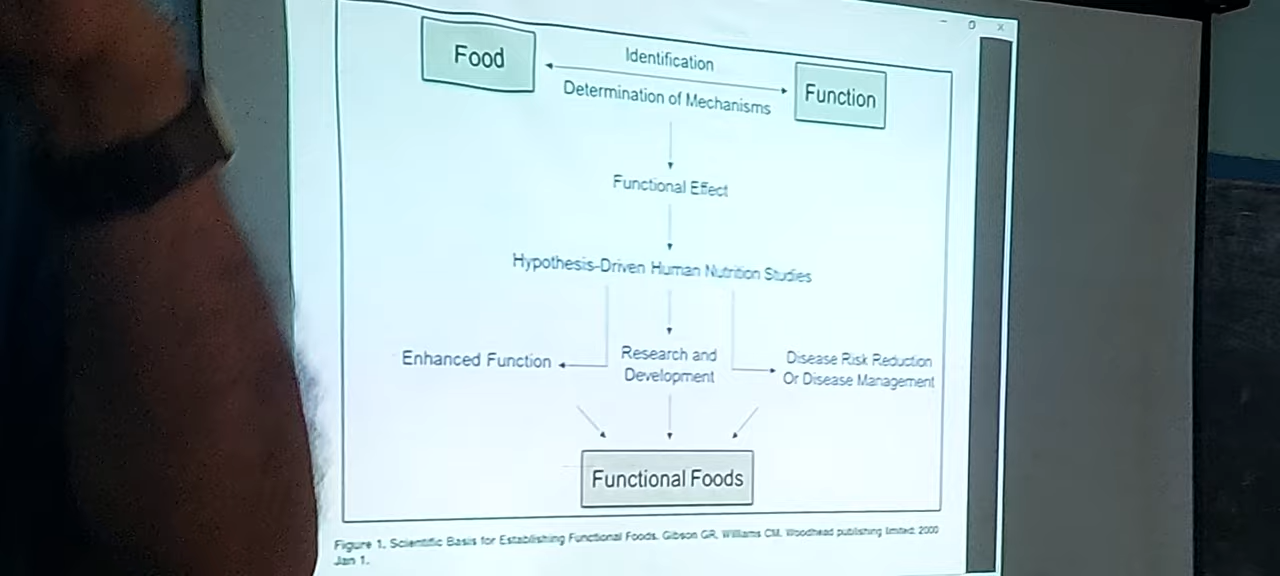 Food
Identification
Determination of Mechanisms
Function
Functional Effect
Hypothesis-Driven Human Nutrition Studies
Enhanced Function
Research and
Development
Disease Risk Reduction
Or Disease Management
Functional Foods
Figure 1. Scientific Basis for Establishing Functional Foods. Gibson GR, Williams CM. Woodhead publishing limited; 2000
Jan 1.